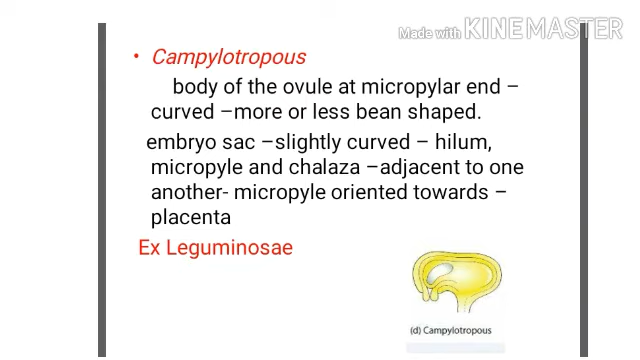 Made with KINEMASTER
• Campylotropous
body of the ovule at micropylar end –
curved –more or less bean shaped.
embryo sac –slightly curved – hilum,
micropyle and chalaza –adjacent to one
another- micropyle oriented towards –
placenta
Ex Leguminosae
(d) Campylotropous